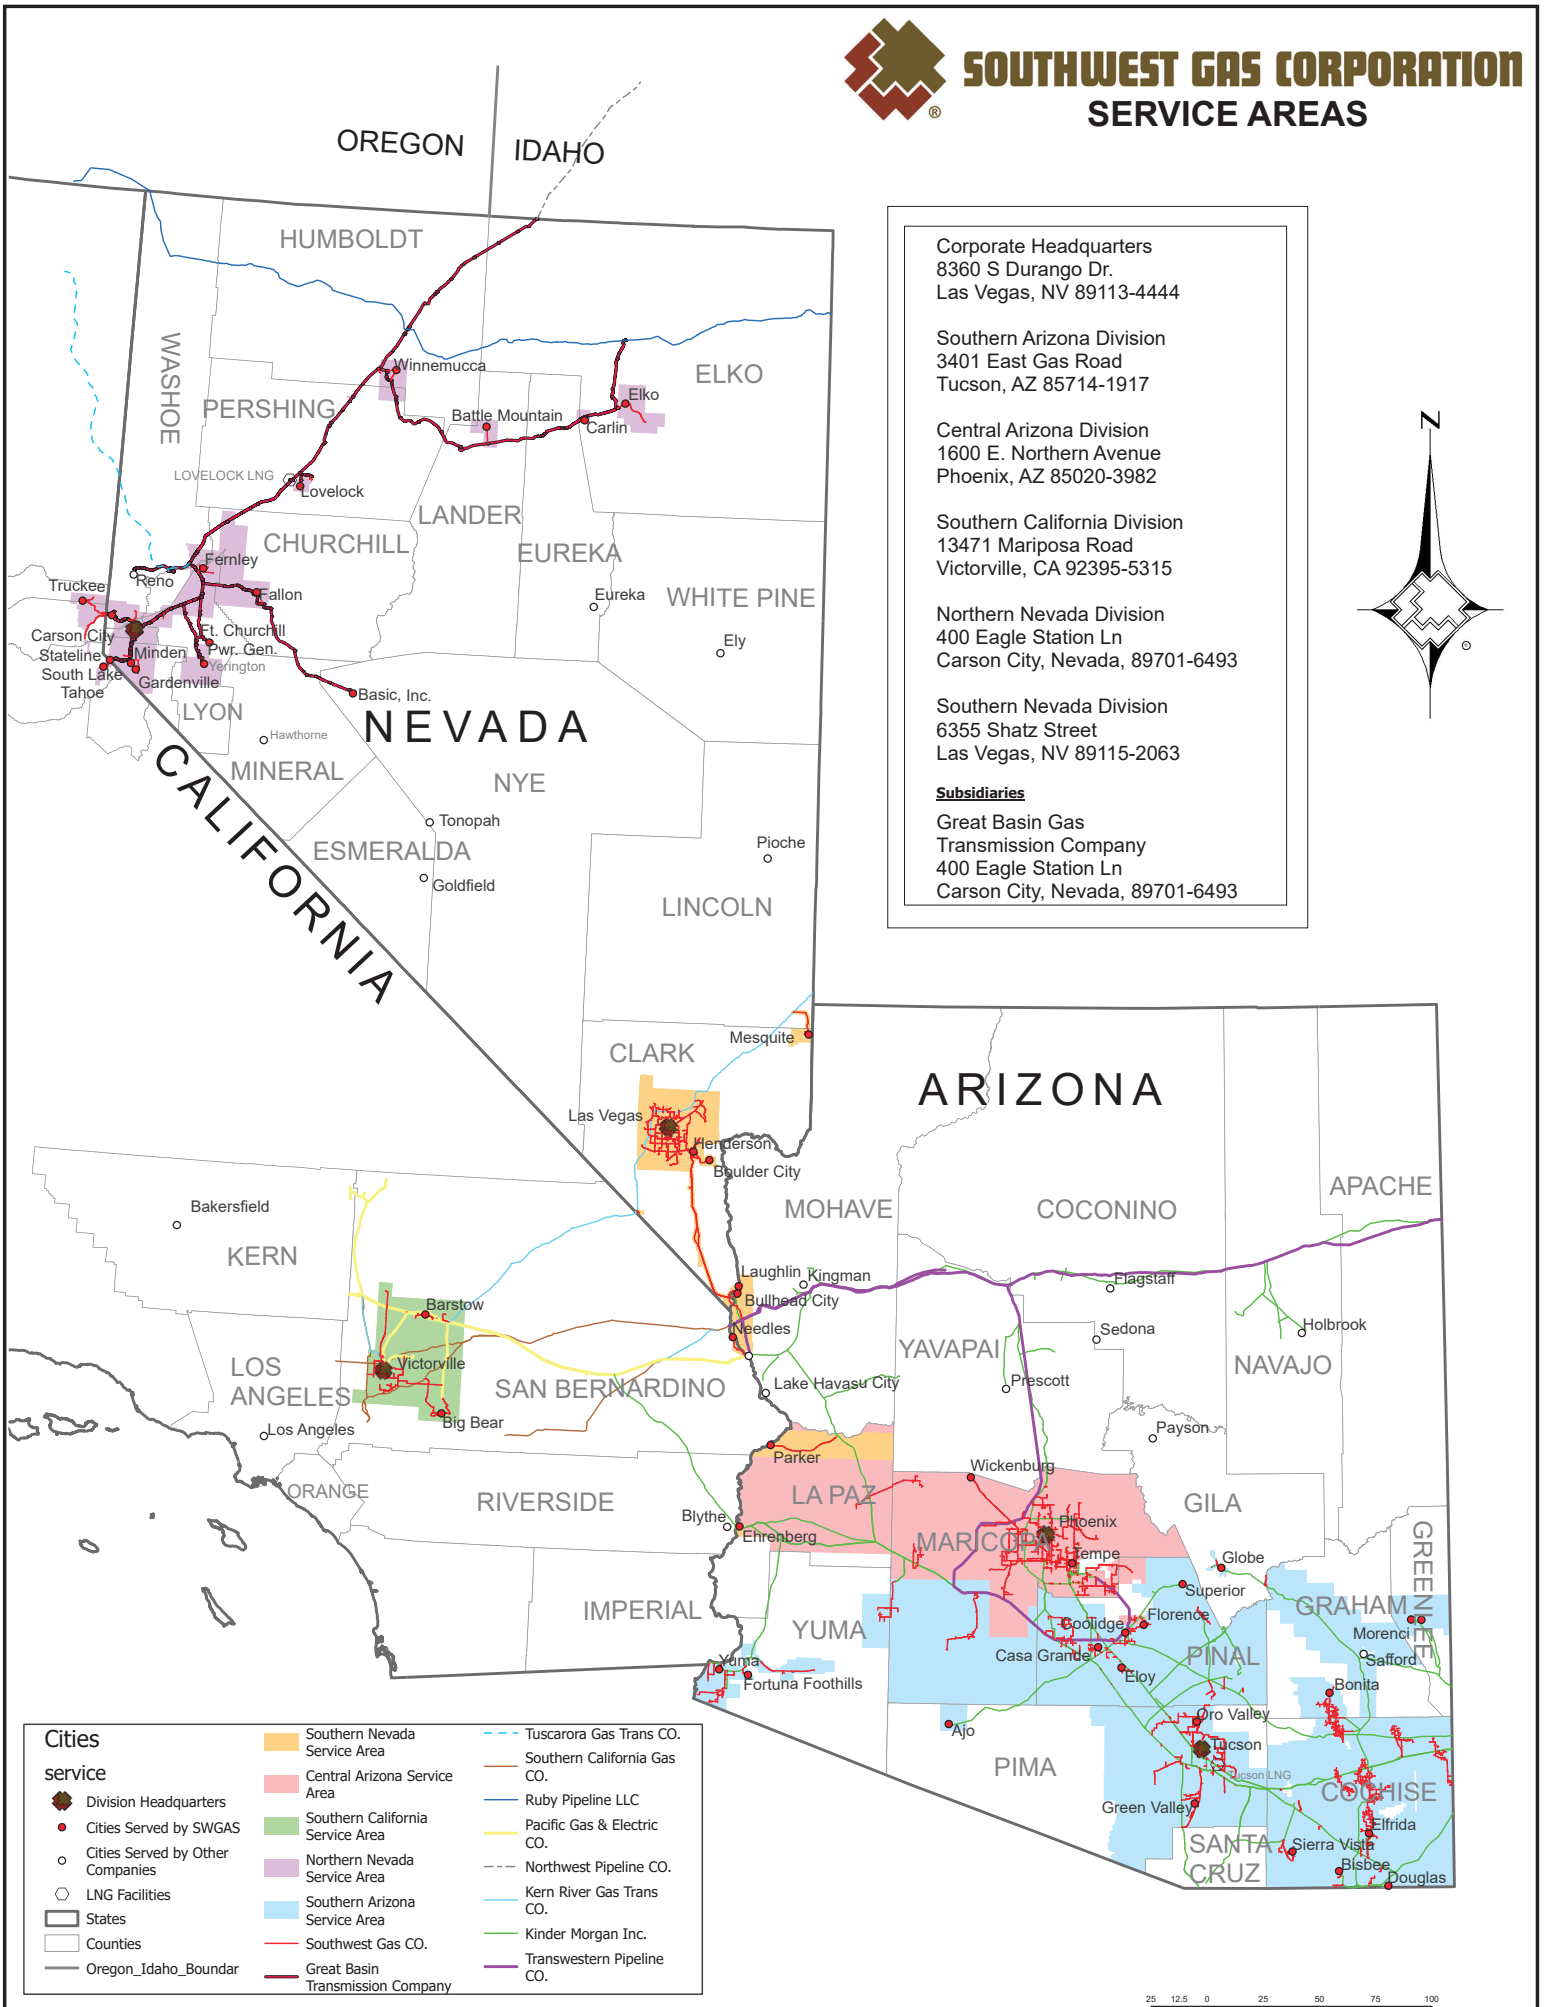 SOUTHWEST GAS CORPORATION
®
SERVICE AREAS
OREGON
IDAHO
HUMBOLDT
WASHOE
PERSHING
ELKO
Winnemucca
Elko
Battle Mountain
Carlin
LOVELOCK LNG
Lovelock
LANDER
CHURCHILL
EUREKA
Fernley
Reno
Truckee
Fallon
Eureka
WHITE PINE
Carson City
Ft. Churchill
Pwr. Gen.
Ely
Stateline
Minden
Yerington
South Lake
Tahoe
Gardenville
Basic, Inc.
LYON
NEVADA
Hawthorne
MINERAL
NYE
CALIFORNIA
Tonopah
ESMERALDA
Pioche
Goldfield
LINCOLN
Corporate Headquarters
8360 S Durango Dr.
Las Vegas, NV 89113-4444
Southern Arizona Division
3401 East Gas Road
Tucson, AZ 85714-1917
Central Arizona Division
1600 E. Northern Avenue
Phoenix, AZ 85020-3982
Southern California Division
13471 Mariposa Road
Victorville, CA 92395-5315
Northern Nevada Division
400 Eagle Station Ln
Carson City, Nevada, 89701-6493
Southern Nevada Division
6355 Shatz Street
Las Vegas, NV 89115-2063
Subsidiaries
Great Basin Gas
Transmission Company
400 Eagle Station Ln
Carson City, Nevada, 89701-6493
N
Mesquite
CLARK
ARIZONA
Las Vegas
Henderson
Boulder City
MOHAVE
COCONINO
APACHE
Bakersfield
KERN
Laughlin
Kingman
Bullhead City
Flagstaff
Barstow
Needles
Sedona
Holbrook
YAVAPAI
NAVAJO
LOS
ANGELES
Victorville
SAN BERNARDINO
Lake Havasu City
Prescott
Big Bear
Los Angeles
Payson
Parker
Wickenburg
ORANGE
RIVERSIDE
LA PAZ
GILA
Blythe
Ehrenberg
Phoenix
MARICOPA
Tempe
Globe
GREENLEE
Superior
IMPERIAL
GRAHAM
YUMA
Coolidge
Florence
Morenci
Casa Grande
PINAL
Safford
Yuma
Fortuna Foothills
Eloy
Bonita
Oro Valley
Ajo
Tucson
PIMA
Tucson LNG
COCHISE
Green Valley
Elfrida
SANTA
CRUZ
Sierra Vista
Bisbee
Douglas
Cities
service
Division Headquarters
Cities Served by SWGAS
Cities Served by Other
Companies
LNG Facilities
States
Counties
Oregon_Idaho_Boundar
Southern Nevada
Service Area
Central Arizona Service
Area
Southern California
Service Area
Northern Nevada
Service Area
Southern Arizona
Service Area
Southwest Gas CO.
Great Basin
Transmission Company
Tuscarora Gas Trans CO.
Southern California Gas
CO.
Ruby Pipeline LLC
Pacific Gas & Electric
CO.
Northwest Pipeline CO.
Kern River Gas Trans
CO.
Kinder Morgan Inc.
Transwestern Pipeline
CO.
25 12.5 0 25 50 75 100